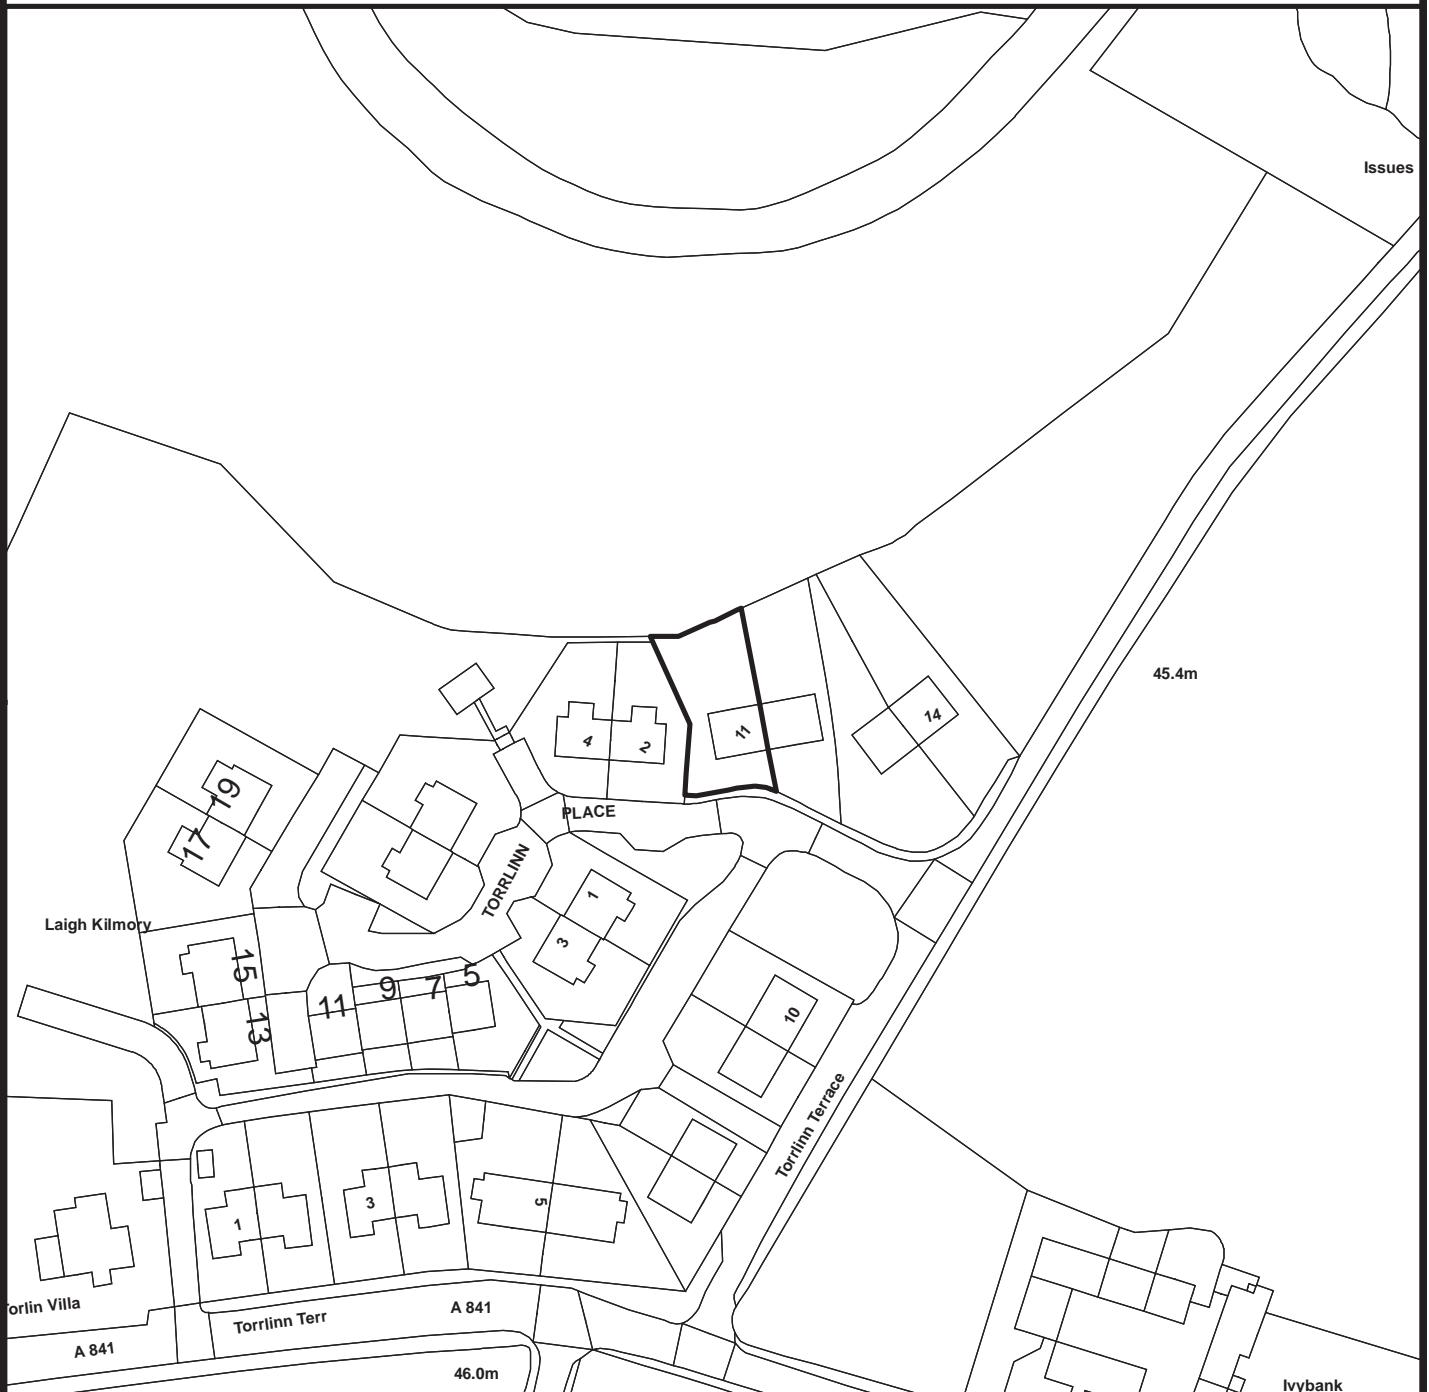 Issues
45.4m
14
11
4
2
PLACE
19
17
TORRLINN
1
3
Laigh Kilmory
15
13
11
9
7
5
10
Torrlinn Terrace
1
3
5
orlin Villa
Torrlinn Terr
A 841
A 841
46.0m
Ivybank